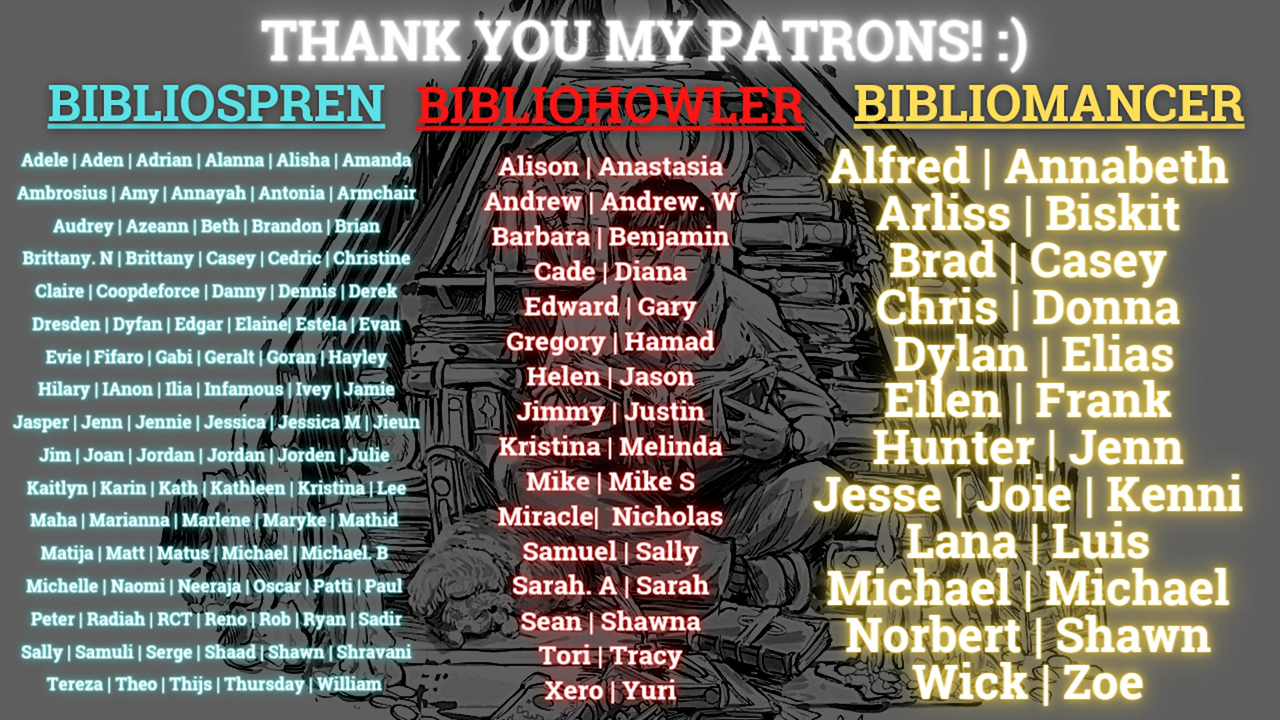 THANK YOU MY PATRONS! :)
BIBLIOSPREN
Adele | Aden | Adrian | Alanna | Alisha | Amanda
Ambrosius | Amy | Annayah | Antonia | Armchair
Audrey | Azeann | Beth | Brandon | Brian
Brittany. N | Brittany | Casey | Cedric | Christine
Claire | Coopdeforce | Danny | Dennis | Derek
Dresden | Dyfan | Edgar | Elaine| Estela | Evan
Evie | Fifaro | Gabi | Geralt | Goran | Hayley
Hilary | IAnon | Ilia | Infamous | Ivey | Jamie
Jasper | Jenn | Jennie | Jessica | Jessica M | Jieun
Jim | Joan | Jordan | Jordan | Jorden | Julie
Kaitlyn | Karin | Kath | Kathleen | Kristina | Lee
Maha | Marianna | Marlene | Maryke | Mathid
Matija | Matt | Matus | Michael | Michael. B
Michelle | Naomi | Neeraja | Oscar | Patti | Paul
Peter | Radiah | RCT | Reno | Rob | Ryan | Sadir
Sally | Samuli | Serge | Shaad | Shawn | Shravani
Tereza | Theo | Thijs | Thursday | William
BIBLIOHOWLER
Alison | Anastasia
Andrew | Andrew. W
Barbara | Benjamin
Cade | Diana
Edward | Gary
Gregory | Hamad
Helen | Jason
Jimmy | Justin
Kristina | Melinda
Mike | Mike S
Miracle| Nicholas
Samuel | Sally
Sarah. A | Sarah
Sean | Shawna
Tori | Tracy
Xero | Yuri
BIBLIOMANCER
Alfred | Annabeth
Arliss | Biskit
Brad | Casey
Chris | Donna
Dylan | Elias
Ellen | Frank
Hunter | Jenn
Jesse | Joie | Kenni
Lana | Luis
Michael | Michael
Norbert | Shawn
Wick | Zoe